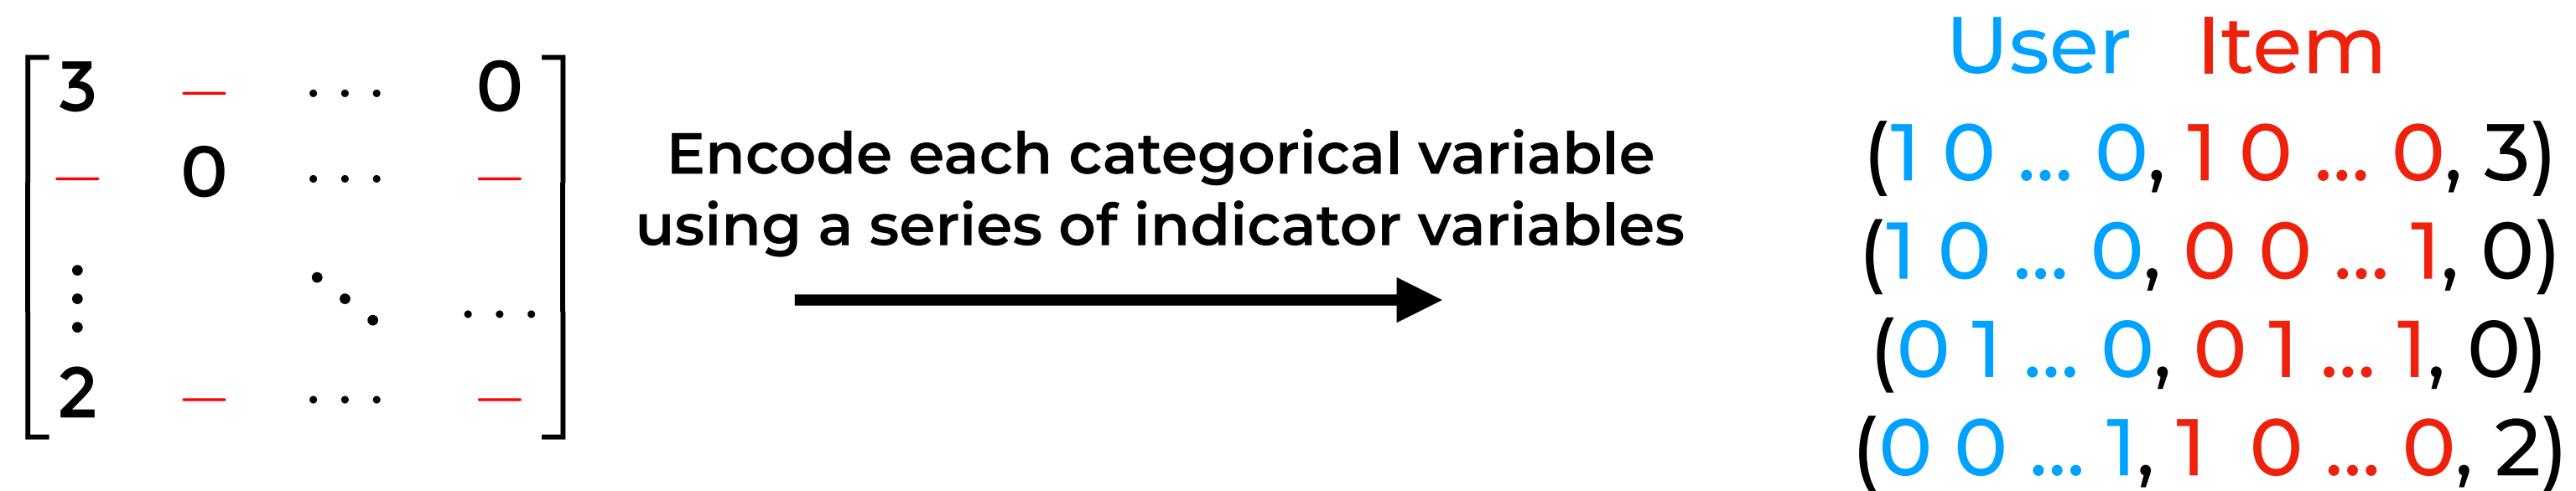 3 — ... 0
— 0 ... —
⋮ ⋱ ...
2 — ... —
Encode each categorical variable
using a series of indicator variables
User Item
(1 0 ... 0, 1 0 ... 0, 3)
(1 0 ... 0, 0 0 ... 1, 0)
(0 1 ... 0, 0 1 ... 1, 0)
(0 0 ... 1, 1 0 ... 0, 2)